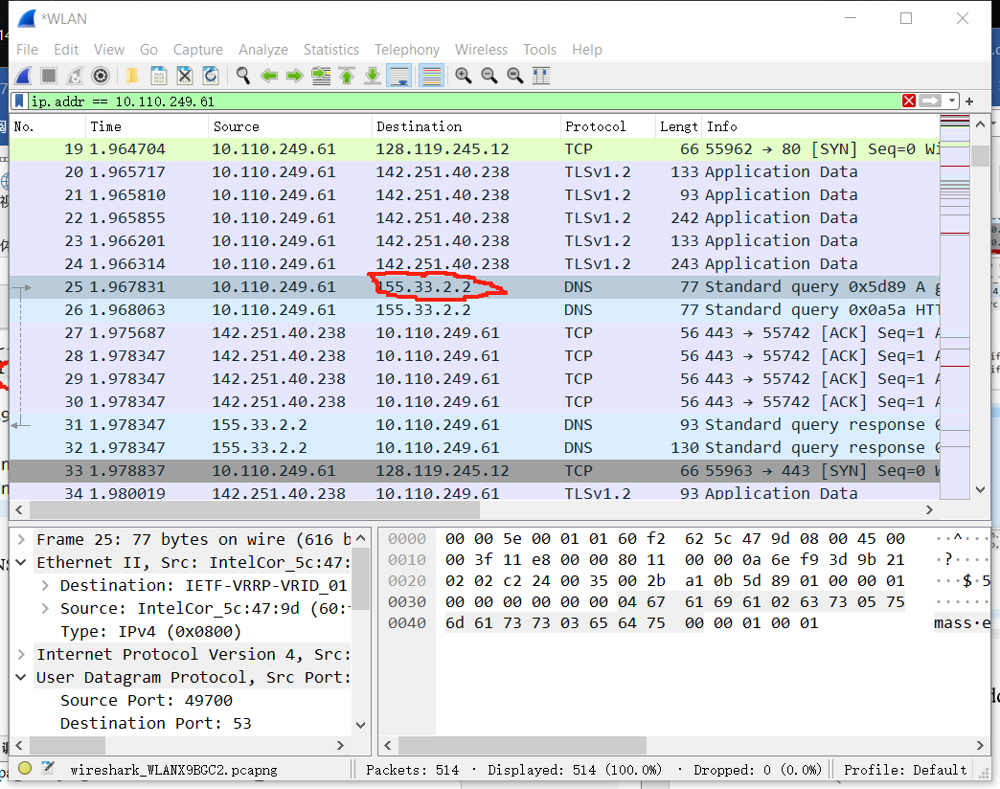 *WLAN
File Edit View Go Capture Analyze Statistics Telephony Wireless Tools Help
ip.addr == 10.110.249.61
No. Time Source Destination Protocol Lengt Info
19 1.964704 10.110.249.61 128.119.245.12 TCP 66 55962 → 80 [SYN] Seq=0 Wi
20 1.965717 10.110.249.61 142.251.40.238 TLSv1.2 133 Application Data
21 1.965810 10.110.249.61 142.251.40.238 TLSv1.2 93 Application Data
22 1.965855 10.110.249.61 142.251.40.238 TLSv1.2 242 Application Data
23 1.966201 10.110.249.61 142.251.40.238 TLSv1.2 133 Application Data
24 1.966314 10.110.249.61 142.251.40.238 TLSv1.2 243 Application Data
25 1.967831 10.110.249.61 155.33.2.2 DNS 77 Standard query 0x5d89 A g
26 1.968063 10.110.249.61 155.33.2.2 DNS 77 Standard query 0x0a5a HTT
27 1.975687 142.251.40.238 10.110.249.61 TCP 56 443 → 55742 [ACK] Seq=1 A
28 1.978347 142.251.40.238 10.110.249.61 TCP 56 443 → 55742 [ACK] Seq=1 A
29 1.978347 142.251.40.238 10.110.249.61 TCP 56 443 → 55742 [ACK] Seq=1 A
30 1.978347 142.251.40.238 10.110.249.61 TCP 56 443 → 55742 [ACK] Seq=1 A
31 1.978347 155.33.2.2 10.110.249.61 DNS 93 Standard query response 0
32 1.978347 155.33.2.2 10.110.249.61 DNS 130 Standard query response 0
33 1.978837 10.110.249.61 128.119.245.12 TCP 66 55963 → 443 [SYN] Seq=0 W
34 1.980019 142.251.40.238 10.110.249.61 TLSv1.2 93 Application Data
Frame 25: 77 bytes on wire (616 b
Ethernet II, Src: IntelCor_5c:47:
Destination: IETF-VRRP-VRID_01
Source: IntelCor_5c:47:9d (60:
Type: IPv4 (0x0800)
Internet Protocol Version 4, Src:
User Datagram Protocol, Src Port:
Source Port: 49700
Destination Port: 53
0000 00 00 5e 00 01 01 60 f2 62 5c 47 9d 08 00 45 00 ··^···
0010 00 3f 11 e8 00 00 80 11 00 00 0a 6e f9 3d 9b 21 ·?····
0020 02 02 c2 24 00 35 00 2b a1 0b 5d 89 01 00 00 01 ···$·5
0030 00 00 00 00 00 00 04 67 61 69 61 02 63 73 05 75 ······
0040 6d 61 73 73 03 65 64 75 00 00 01 00 01 mass·e
wireshark_WLANX9BGC2.pcapng Packets: 514 · Displayed: 514 (100.0%) · Dropped: 0 (0.0%) Profile: Default